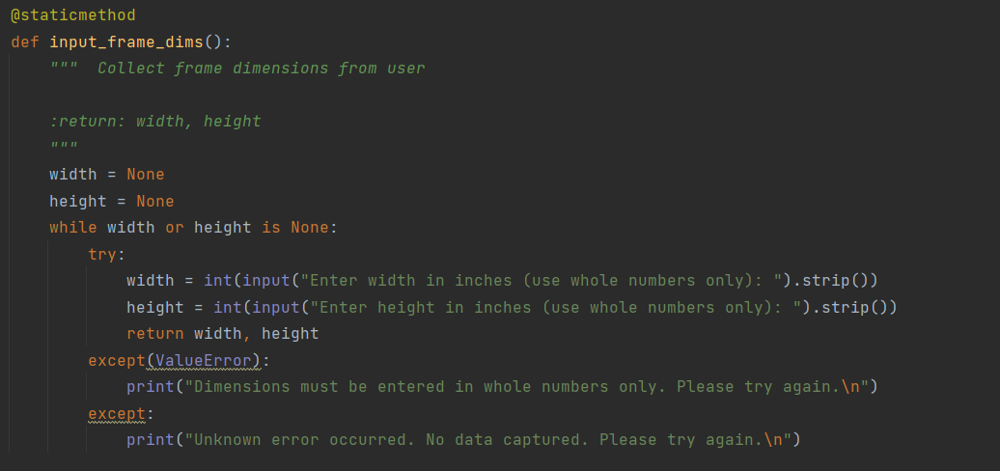 @staticmethod
def input_frame_dims():
    """  Collect frame dimensions from user

    :return: width, height
    """
    width = None
    height = None
    while width or height is None:
        try:
            width = int(input("Enter width in inches (use whole numbers only): ").strip())
            height = int(input("Enter height in inches (use whole numbers only): ").strip())
            return width, height
        except(ValueError):
            print("Dimensions must be entered in whole numbers only. Please try again.\n")
        except:
            print("Unknown error occurred. No data captured. Please try again.\n")